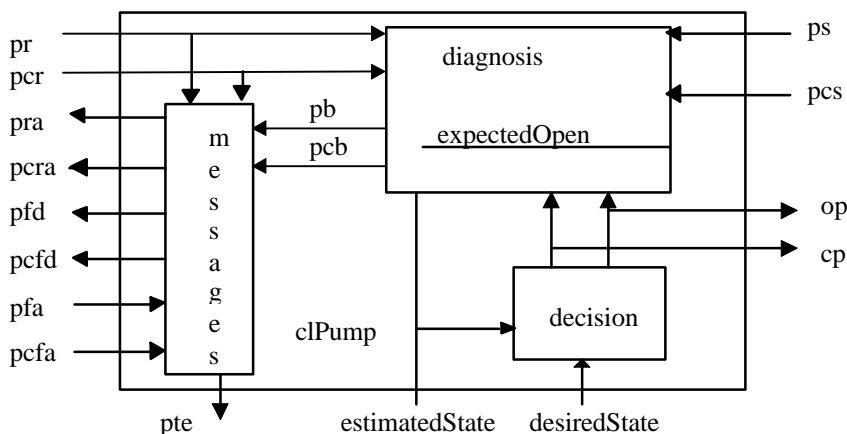 pr
pcr
pra
pcra
pfd
pcfd
pfa
pcfa
messages
pb
pcb
diagnosis
expectedOpen
ps
pcs
op
cp
decision
clPump
pte
estimatedState
desiredState